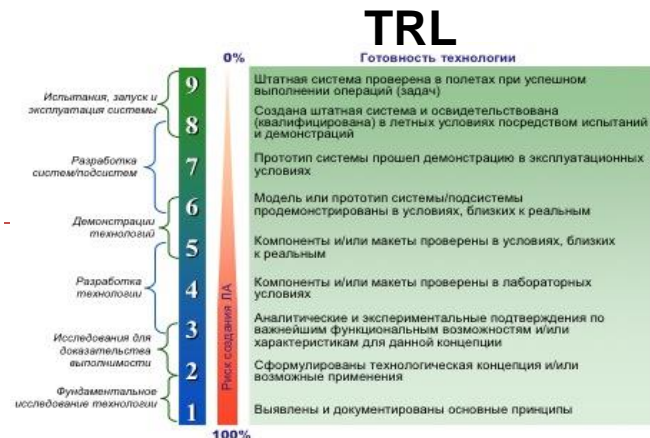 TRL
0%
Готовность технологии
Испытания, запуск и
эксплуатация системы
9
Штатная система проверена в полетах при успешном
выполнении операций (задач)
8
Создана штатная система и освидетельствована
(квалифицирована) в летных условиях посредством испытаний
и демонстраций
Разработка
систем/подсистем
7
Прототип системы прошел демонстрацию в эксплуатационных
условиях
6
Модель или прототип системы/подсистемы
продемонстрированы в условиях, близких к реальным
Демонстрации
технологий
5
Компоненты и/или макеты проверены в условиях, близких
к реальным
Разработка
технологии
4
Компоненты и/или макеты проверены в лабораторных
условиях
3
Аналитические и экспериментальные подтверждения по
важнейшим функциональным возможностям и/или
характеристикам для данной концепции
Исследования для
доказательства
выполнимости
2
Сформулированы технологическая концепция и/или
возможные применения
Фундаментальное
исследование технологии
1
Выявлены и документированы основные принципы
Риск создания ЛА
100%